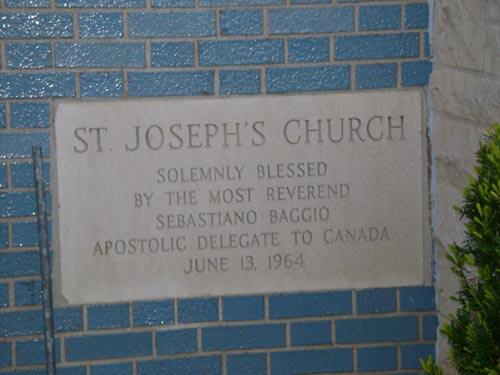 ST. JOSEPH'S CHURCH
SOLEMNLY BLESSED
BY THE MOST REVEREND
SEBASTIANO BAGGIO
APOSTOLIC DELEGATE TO CANADA
JUNE 13, 1964